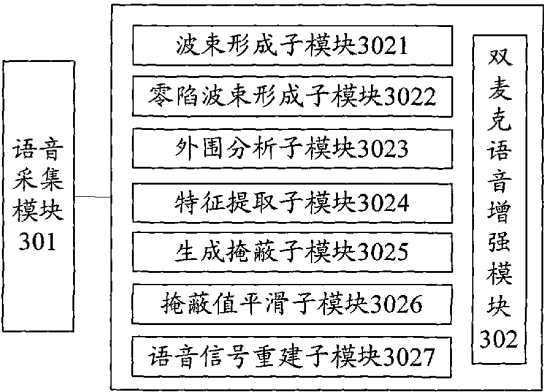 语音
采集
模块
301
波束形成子模块3021
零陷波束形成子模块3022
外围分析子模块3023
特征提取子模块3024
生成掩蔽子模块3025
掩蔽值平滑子模块3026
语音信号重建子模块3027
双
麦
克
语
音
增
强
模
块
302